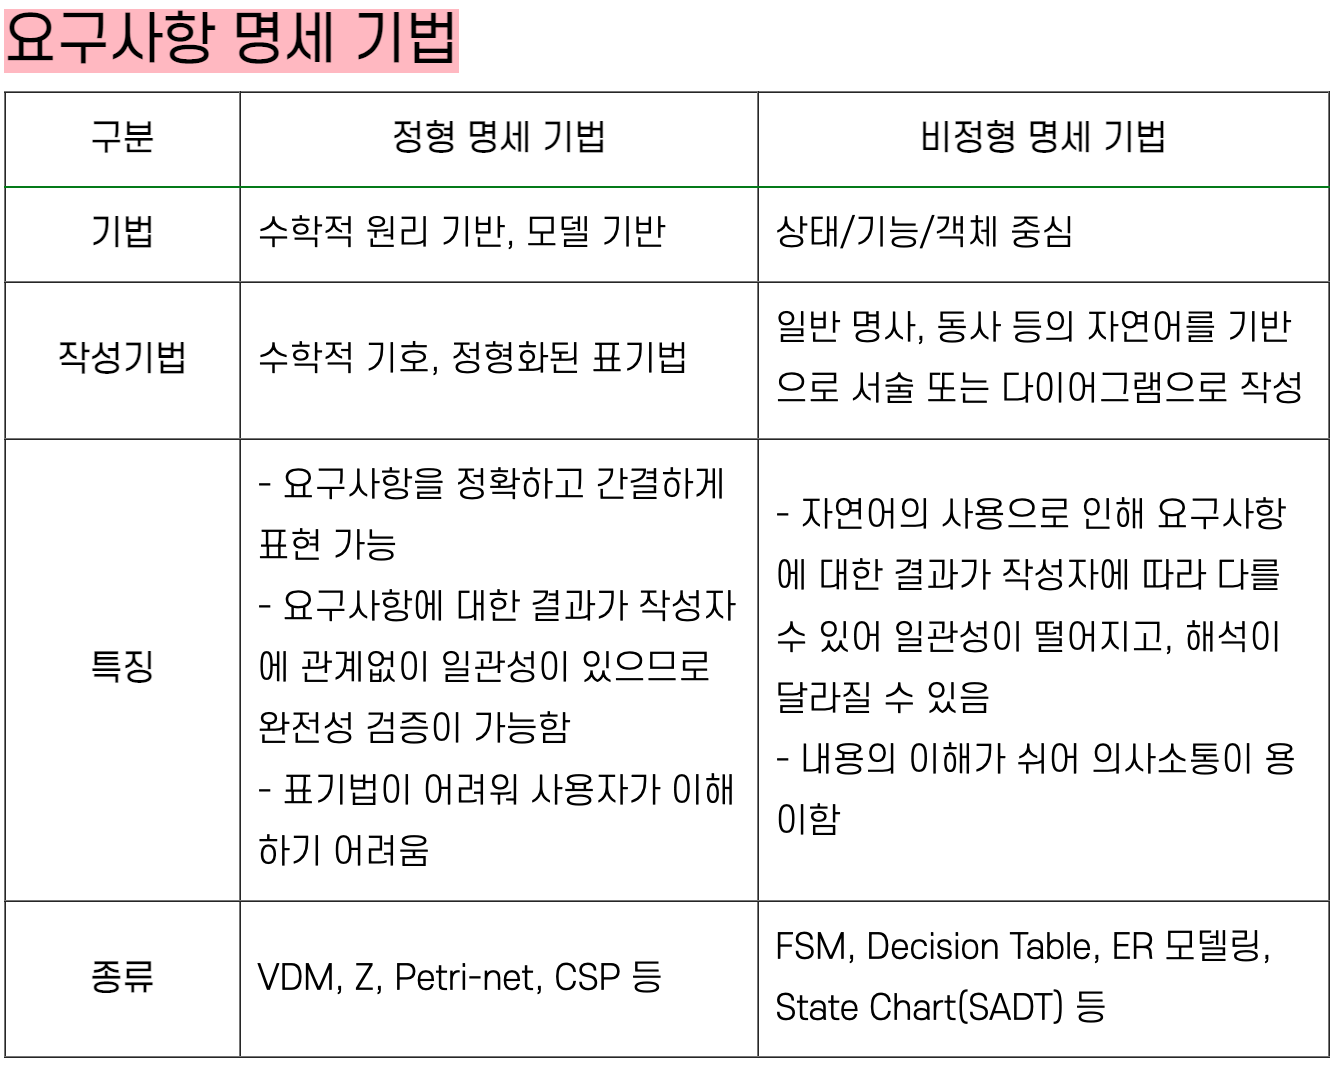 요구사항 명세 기법
구분
정형 명세 기법
비정형 명세 기법
기법
수학적 원리 기반, 모델 기반
상태/기능/객체 중심
작성기법
수학적 기호, 정형화된 표기법
일반 명사, 동사 등의 자연어를 기반
으로 서술 또는 다이어그램으로 작성
특징
- 요구사항을 정확하고 간결하게
표현 가능
- 요구사항에 대한 결과가 작성자
에 관계없이 일관성이 있으므로
완전성 검증이 가능함
- 표기법이 어려워 사용자가 이해
하기 어려움
- 자연어의 사용으로 인해 요구사항
에 대한 결과가 작성자에 따라 다를
수 있어 일관성이 떨어지고, 해석이
달라질 수 있음
- 내용의 이해가 쉬어 의사소통이 용
이함
종류
VDM, Z, Petri-net, CSP 등
FSM, Decision Table, ER 모델링,
State Chart(SADT) 등